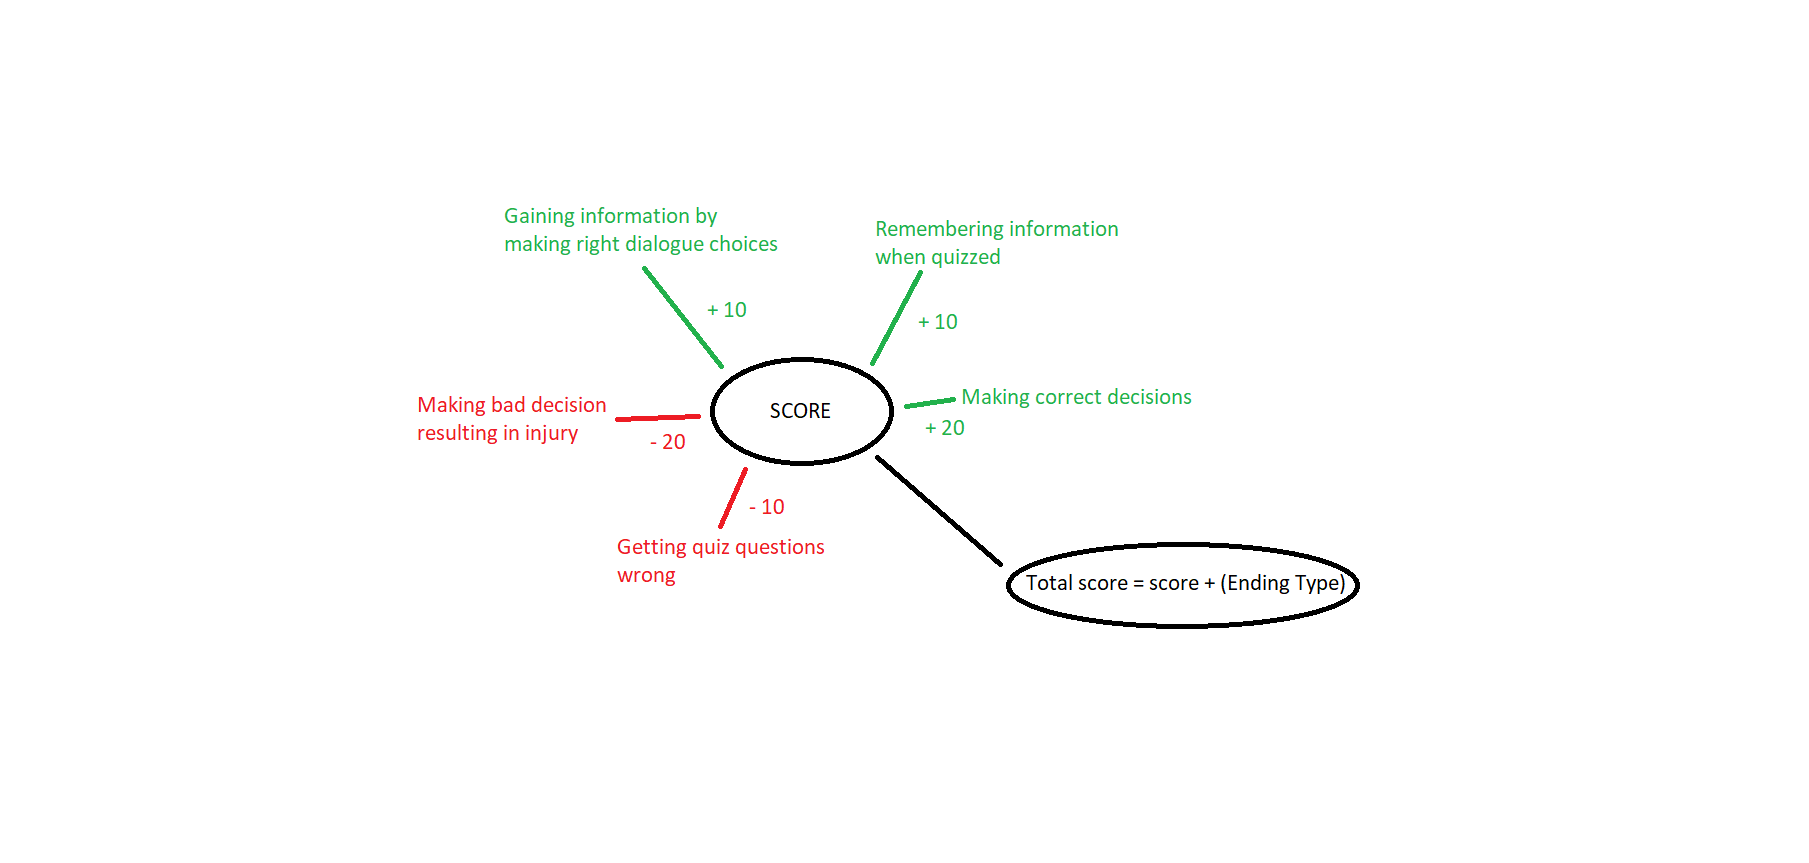 Gaining information by
making right dialogue choices
+ 10
Remembering information
when quizzed
+ 10
Making correct decisions
+ 20
SCORE
Making bad decision
resulting in injury
- 20
- 10
Getting quiz questions
wrong
Total score = score + (Ending Type)